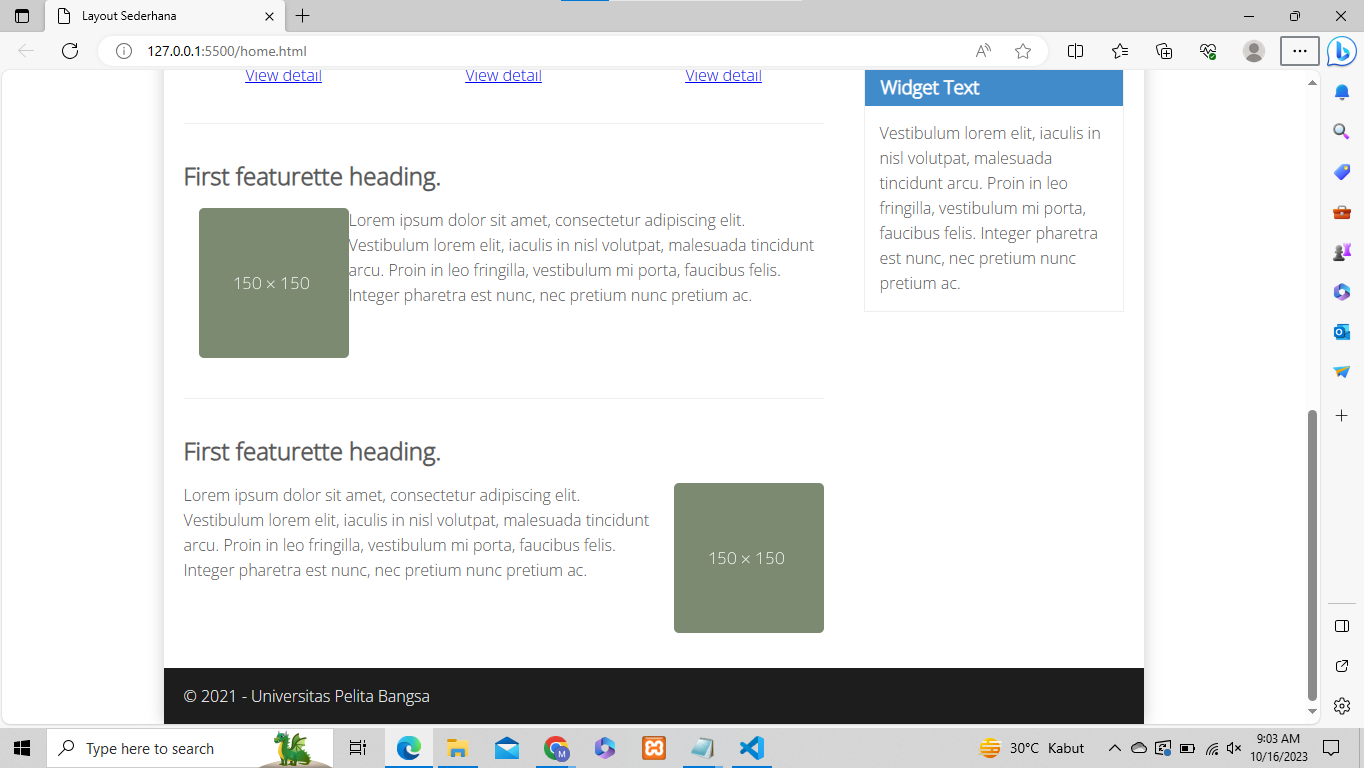 Layout Sederhana
127.0.0.1:5500/home.html
View detail View detail View detail
First featurette heading.
150 × 150
Lorem ipsum dolor sit amet, consectetur adipiscing elit.
Vestibulum lorem elit, iaculis in nisl volutpat, malesuada tincidunt
arcu. Proin in leo fringilla, vestibulum mi porta, faucibus felis.
Integer pharetra est nunc, nec pretium nunc pretium ac.
First featurette heading.
Lorem ipsum dolor sit amet, consectetur adipiscing elit.
Vestibulum lorem elit, iaculis in nisl volutpat, malesuada tincidunt
arcu. Proin in leo fringilla, vestibulum mi porta, faucibus felis.
Integer pharetra est nunc, nec pretium nunc pretium ac.
150 × 150
Widget Text
Vestibulum lorem elit, iaculis in
nisl volutpat, malesuada
tincidunt arcu. Proin in leo
fringilla, vestibulum mi porta,
faucibus felis. Integer pharetra
est nunc, nec pretium nunc
pretium ac.
© 2021 - Universitas Pelita Bangsa
Type here to search
30°C Kabut
9:03 AM
10/16/2023